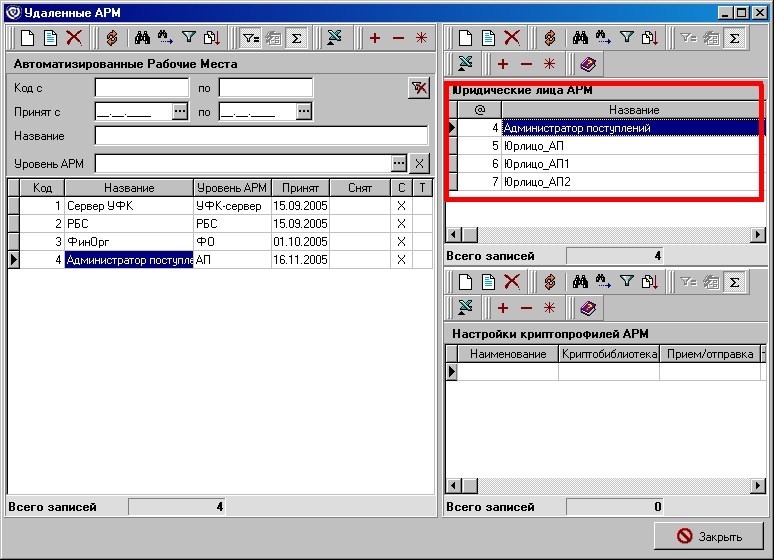 Удаленные АРМ
Автоматизированные Рабочие Места
Код с по
Принят с __.__.____ по __.__.____
Название
Уровень АРМ X
Код Название Уровень АРМ Принят Снят С Т
1 Сервер УФК УФК-сервер 15.09.2005 X
2 РБС РБС 15.09.2005 X
3 ФинОрг ФО 01.10.2005 X
4 Администратор поступле АП 16.11.2005 X
Всего записей 4
Юридические лица АРМ
@ Название
4 Администратор поступлений
5 Юрлицо_АП
6 Юрлицо_АП1
7 Юрлицо_АП2
Всего записей 4
Настройки криптопрофилей АРМ
Наименование Криптобиблиотека Прием/отправка
Всего записей 0
Закрыть